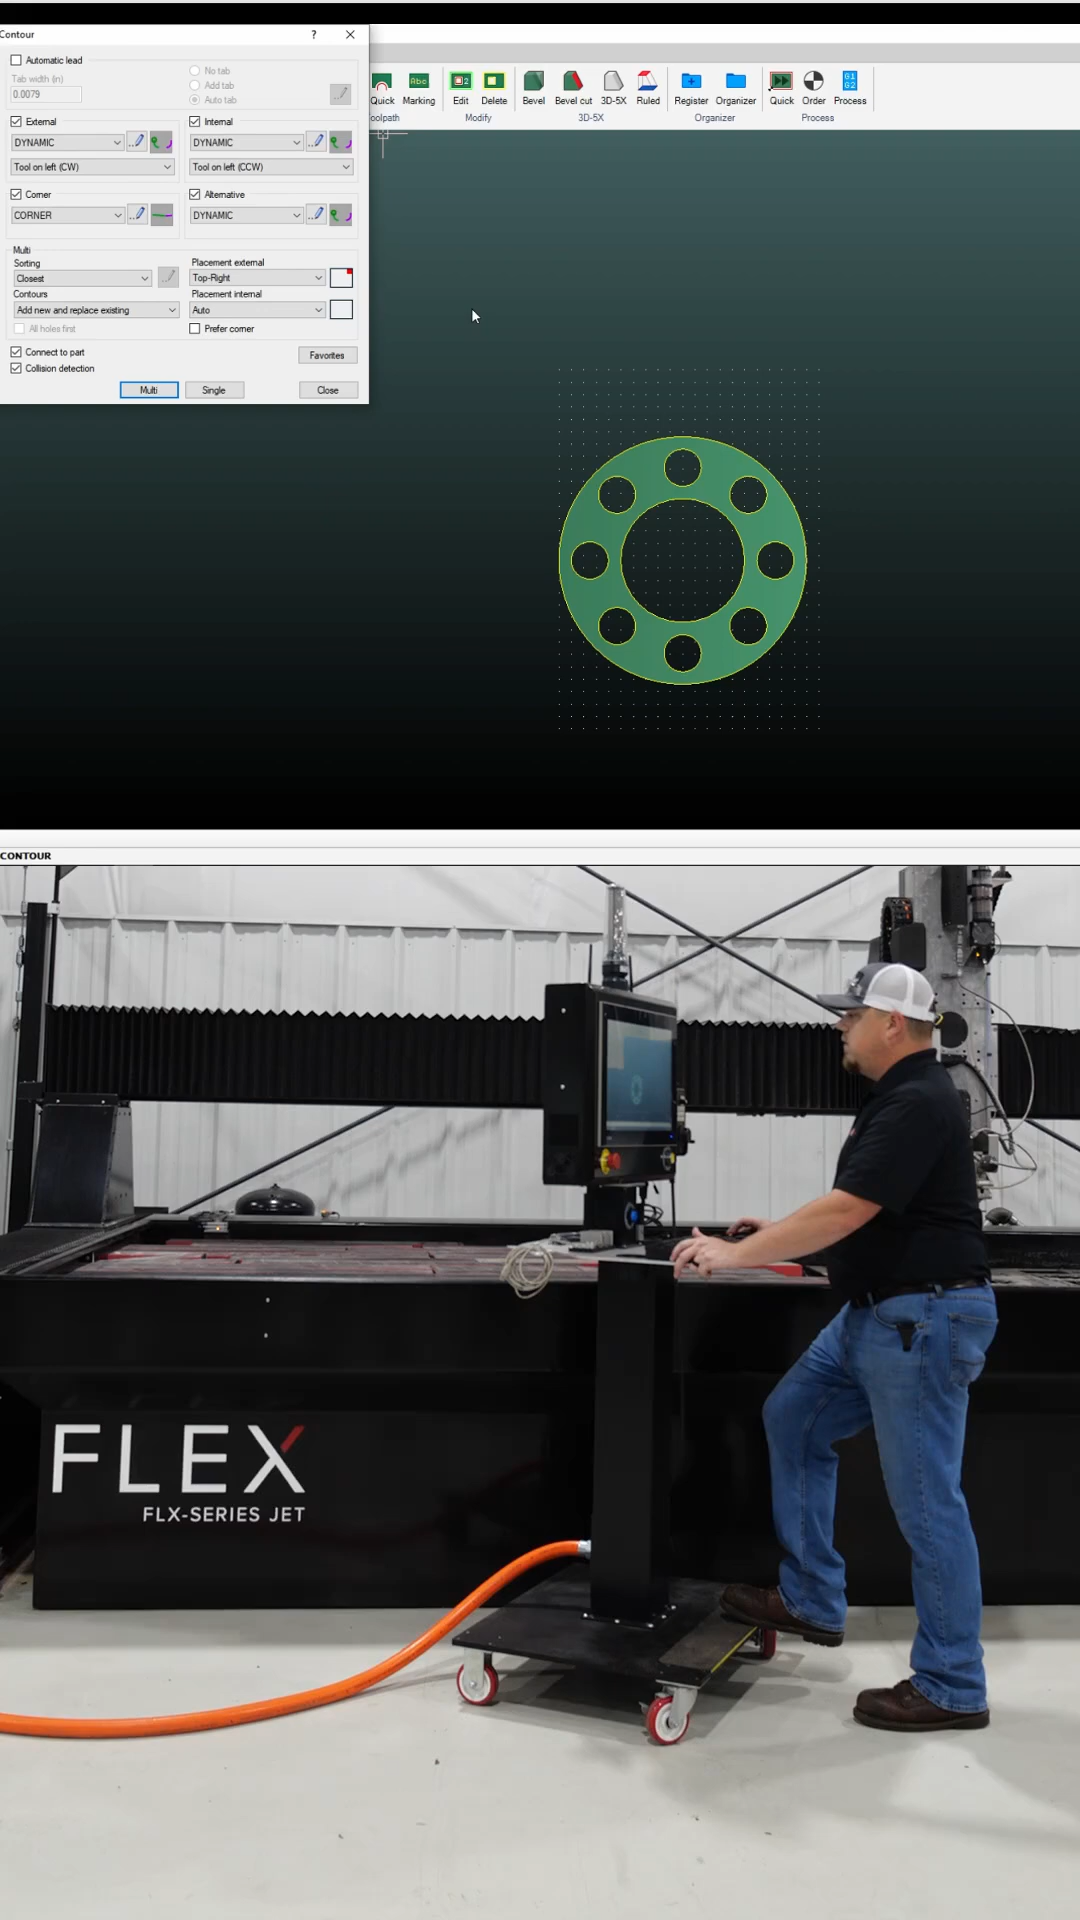 Contour ?
Automatic lead
Tab width (in)
0.0079
No tab
Add tab
Auto tab
External
DYNAMIC
Tool on left (CW)
Internal
DYNAMIC
Tool on left (CCW)
Corner
CORNER
Alternative
DYNAMIC
Multi
Sorting
Closest
Contours
Add new and replace existing
All holes first
Placement external
Top-Right
Placement internal
Auto
Prefer corner
Connect to part
Collision detection
Favorites
Multi Single Close
Quick Marking Edit Delete Bevel Bevel cut 3D-5X Ruled Register Organizer Quick Order Process
oolpath Modify 3D-5X Organizer Process
Abc
G1
G2
CONTOUR
FLEX
FLX-SERIES JET